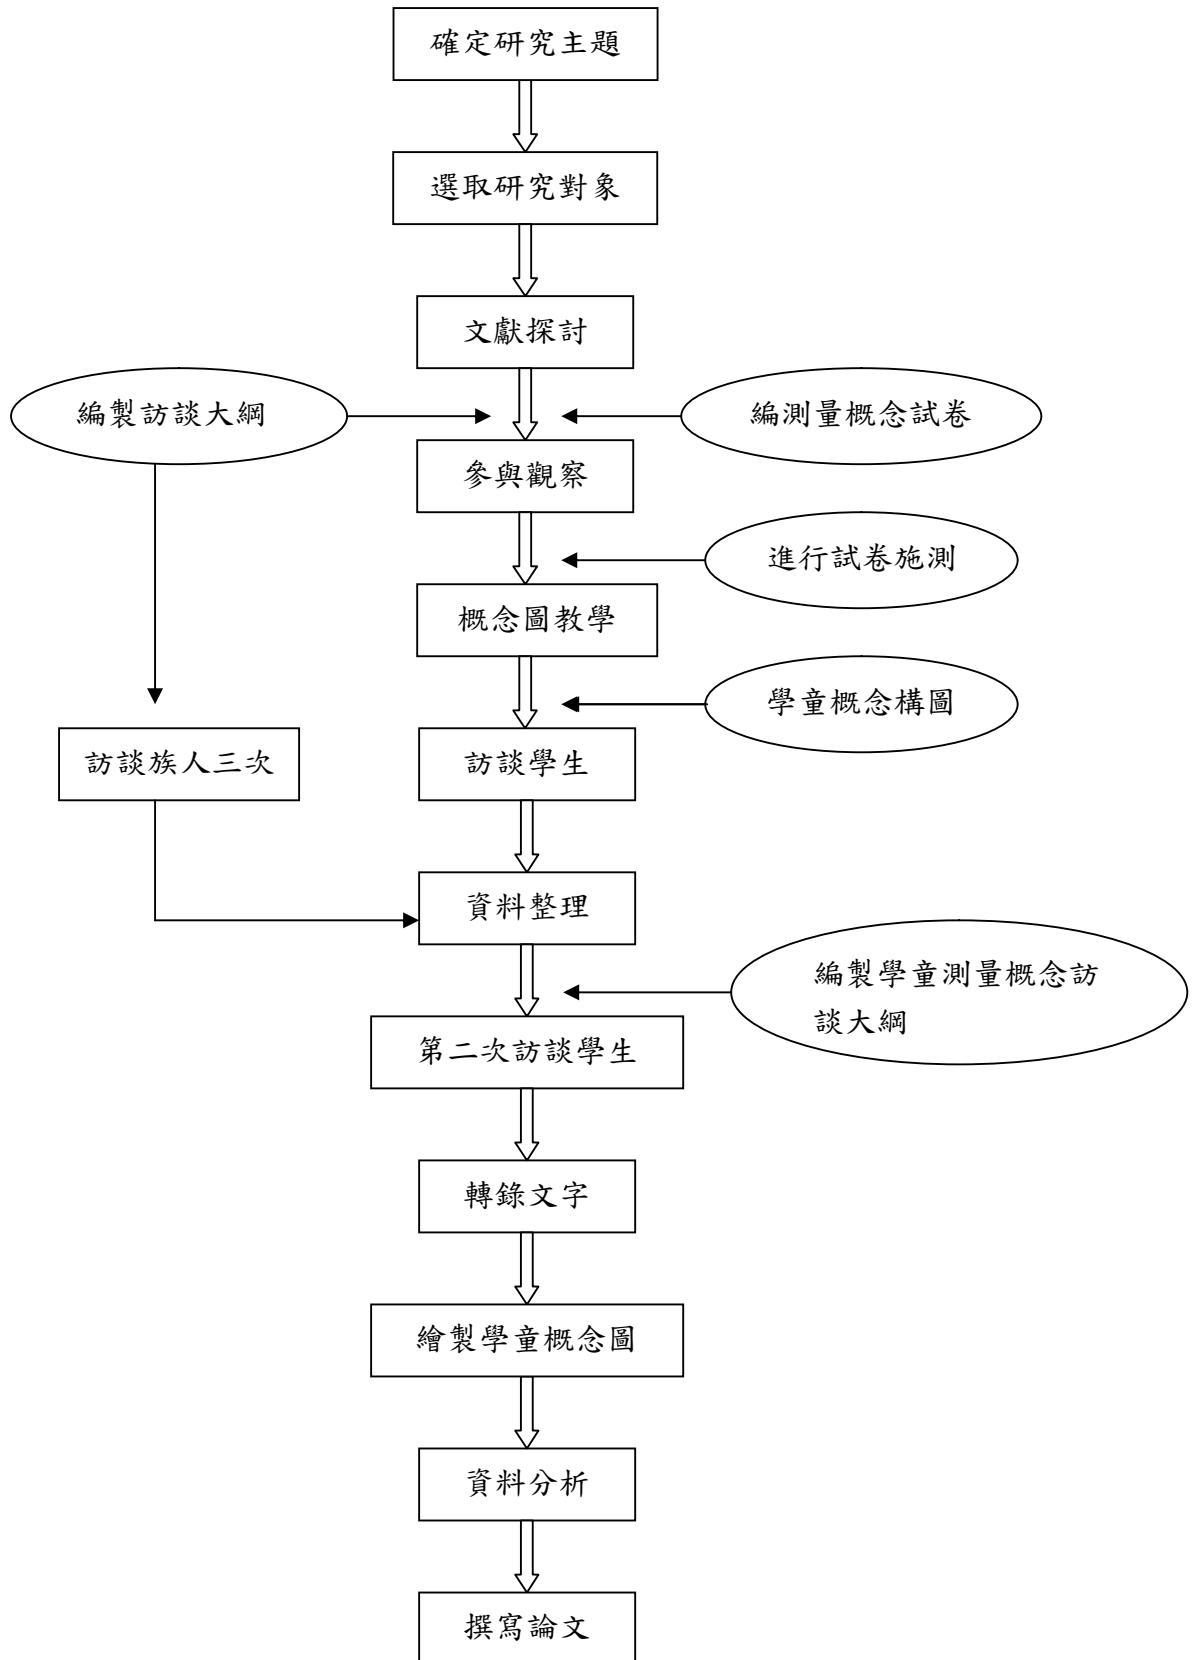 確定研究主題
選取研究對象
文獻探討
編製訪談大綱
編測量概念試卷
參與觀察
進行試卷施測
概念圖教學
學童概念構圖
訪談族人三次
訪談學生
資料整理
編製學童測量概念訪
談大綱
第二次訪談學生
轉錄文字
繪製學童概念圖
資料分析
撰寫論文